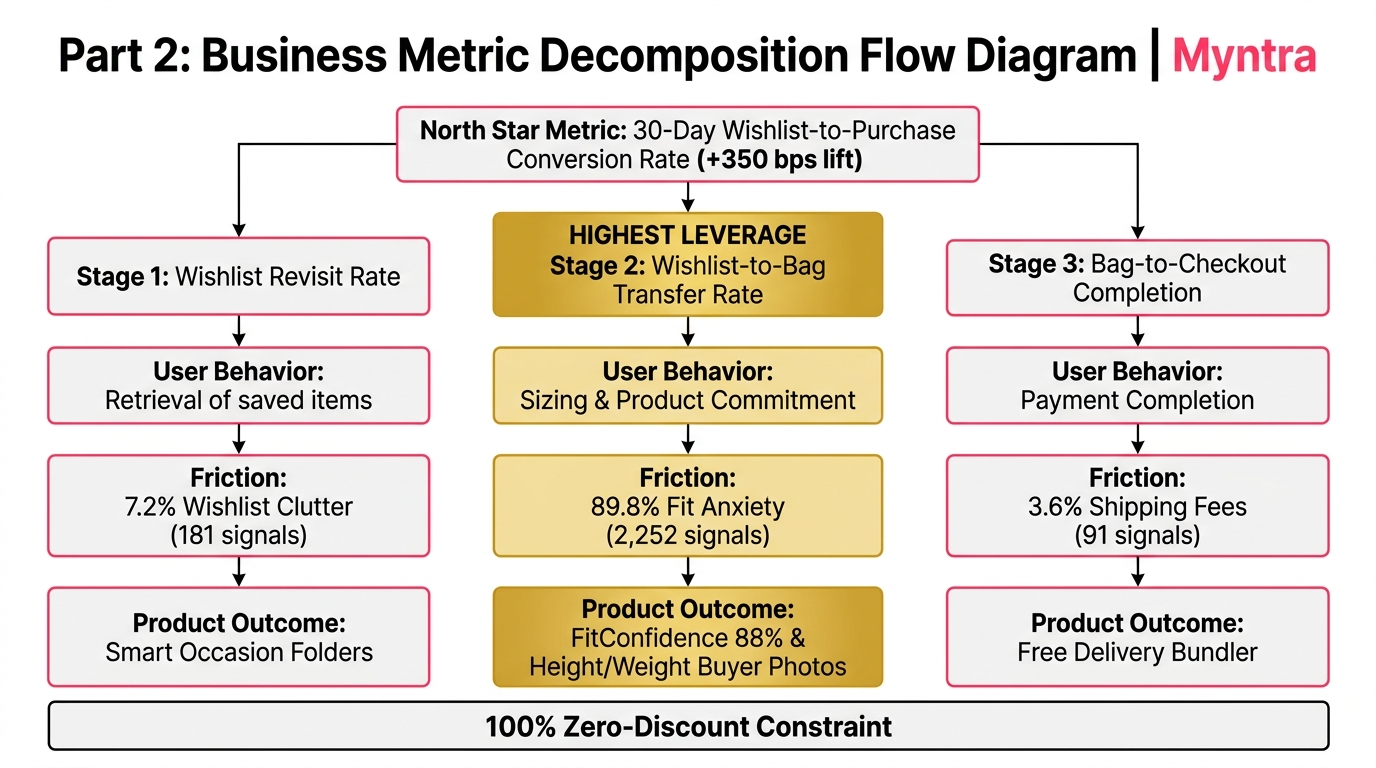 Part 2: Business Metric Decomposition Flow Diagram | Myntra
North Star Metric: 30-Day Wishlist-to-Purchase
Conversion Rate (+350 bps lift)
Stage 1: Wishlist Revisit Rate
HIGHEST LEVERAGE
Stage 2: Wishlist-to-Bag
Transfer Rate
Stage 3: Bag-to-Checkout
Completion
User Behavior:
Retrieval of saved items
User Behavior:
Sizing & Product Commitment
User Behavior:
Payment Completion
Friction:
7.2% Wishlist Clutter
(181 signals)
Friction:
89.8% Fit Anxiety
(2,252 signals)
Friction:
3.6% Shipping Fees
(91 signals)
Product Outcome:
Smart Occasion Folders
Product Outcome:
FitConfidence 88% &
Height/Weight Buyer Photos
Product Outcome:
Free Delivery Bundler
100% Zero-Discount Constraint